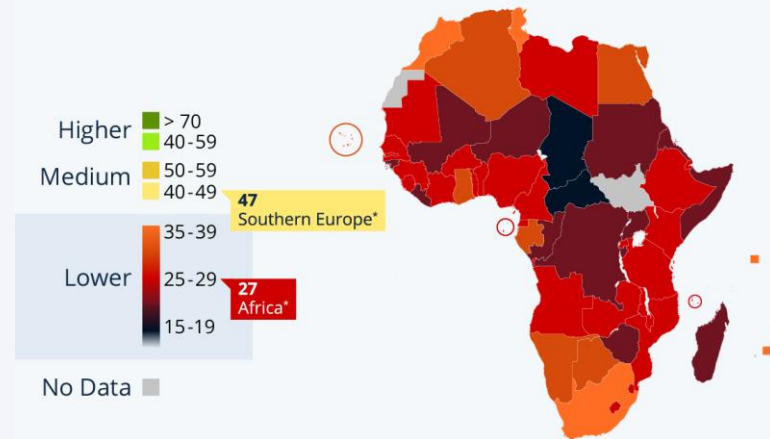 Higher
> 70
40-59
Medium
50-59
40-49
47
Southern Europe*
Lower
35-39
25-29
15-19
27
Africa*
No Data